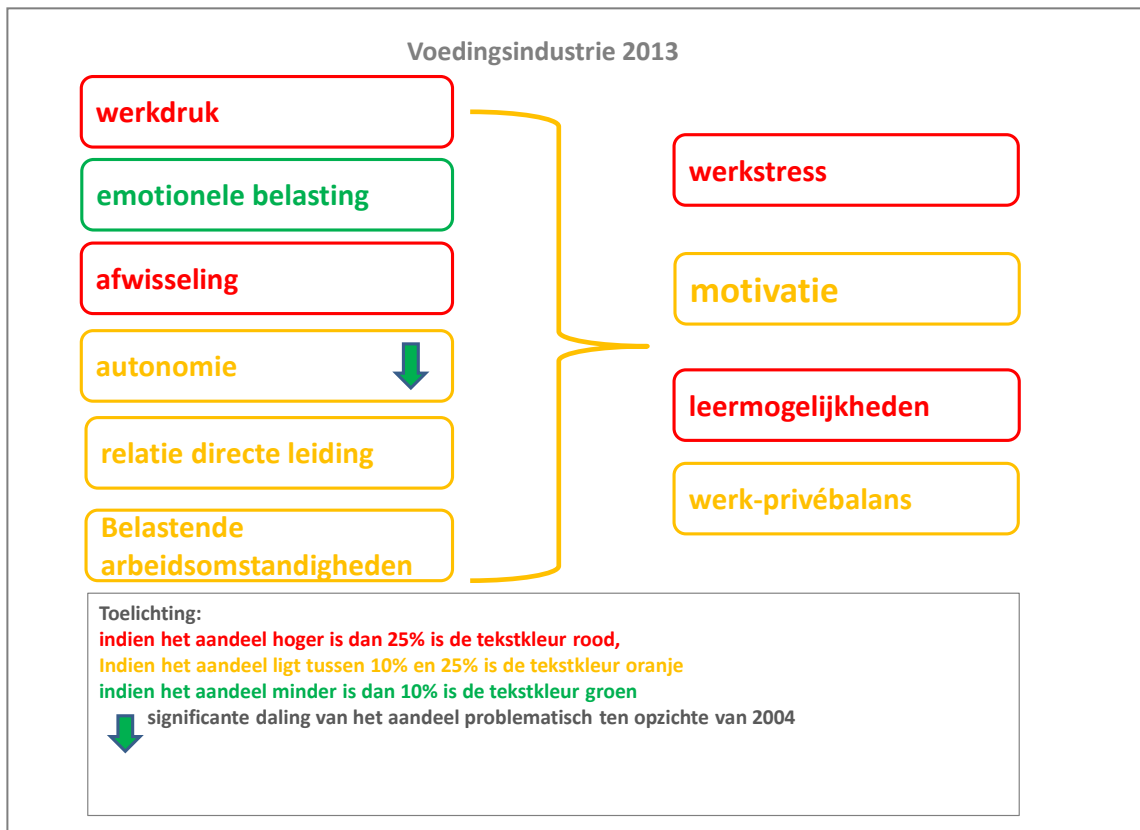 Voedingsindustrie 2013
werkdruk
emotionele belasting
afwisseling
autonomie
relatie directe leiding
Belastende
arbeidsomstandigheden
werkstress
motivatie
leermogelijkheden
werk-privébalans
Toelichting:
indien het aandeel hoger is dan 25% is de tekstkleur rood,
Indien het aandeel ligt tussen 10% en 25% is de tekstkleur oranje
indien het aandeel minder is dan 10% is de tekstkleur groen
significante daling van het aandeel problematisch ten opzichte van 2004